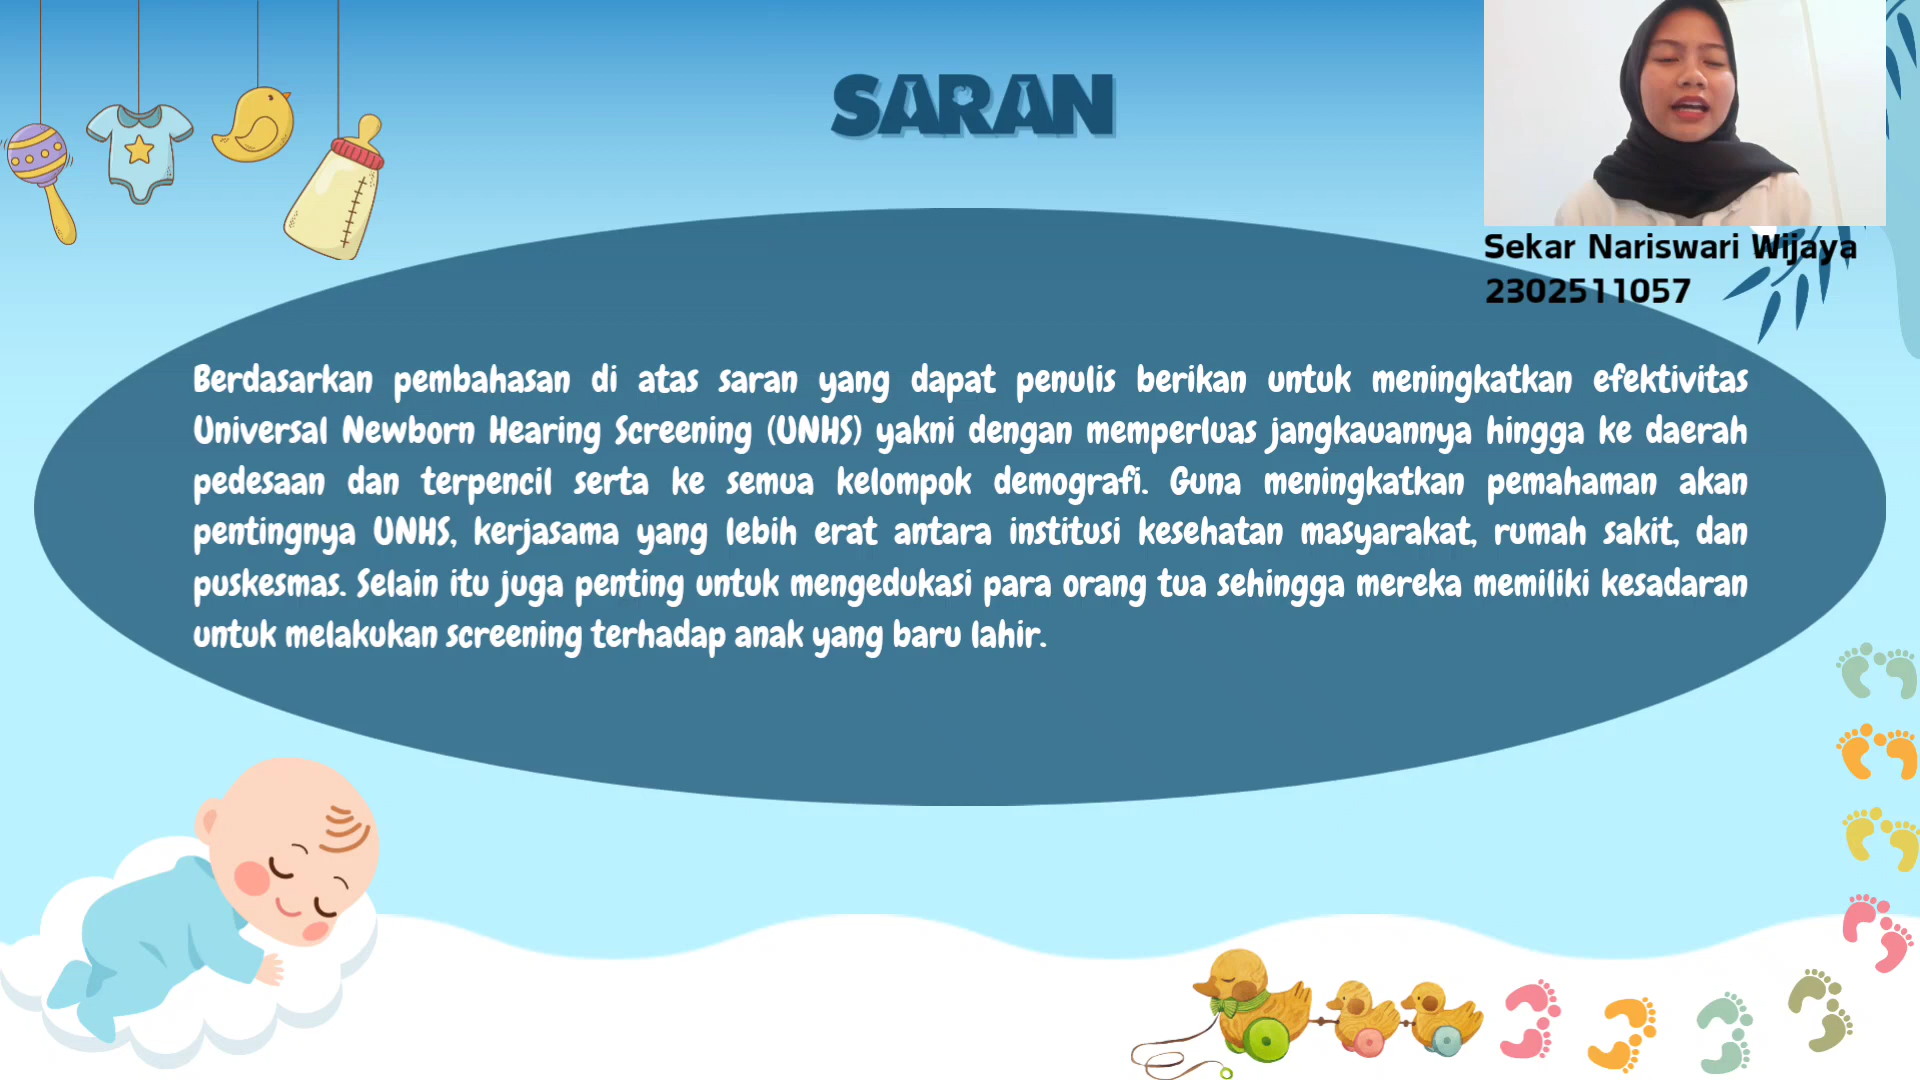 SARAN
Sekar Nariswari Wijaya
2302511057
Berdasarkan pembahasan di atas saran yang dapat penulis berikan untuk meningkatkan efektivitas
Universal Newborn Hearing Screening (UNHS) yakni dengan memperluas jangkauannya hingga ke daerah
pedesaan dan terpencil serta ke semua kelompok demografi. Guna meningkatkan pemahaman akan
pentingnya UNHS, kerjasama yang lebih erat antara institusi kesehatan masyarakat, rumah sakit, dan
puskesmas. Selain itu juga penting untuk mengedukasi para orang tua sehingga mereka memiliki kesadaran
untuk melakukan screening terhadap anak yang baru lahir.